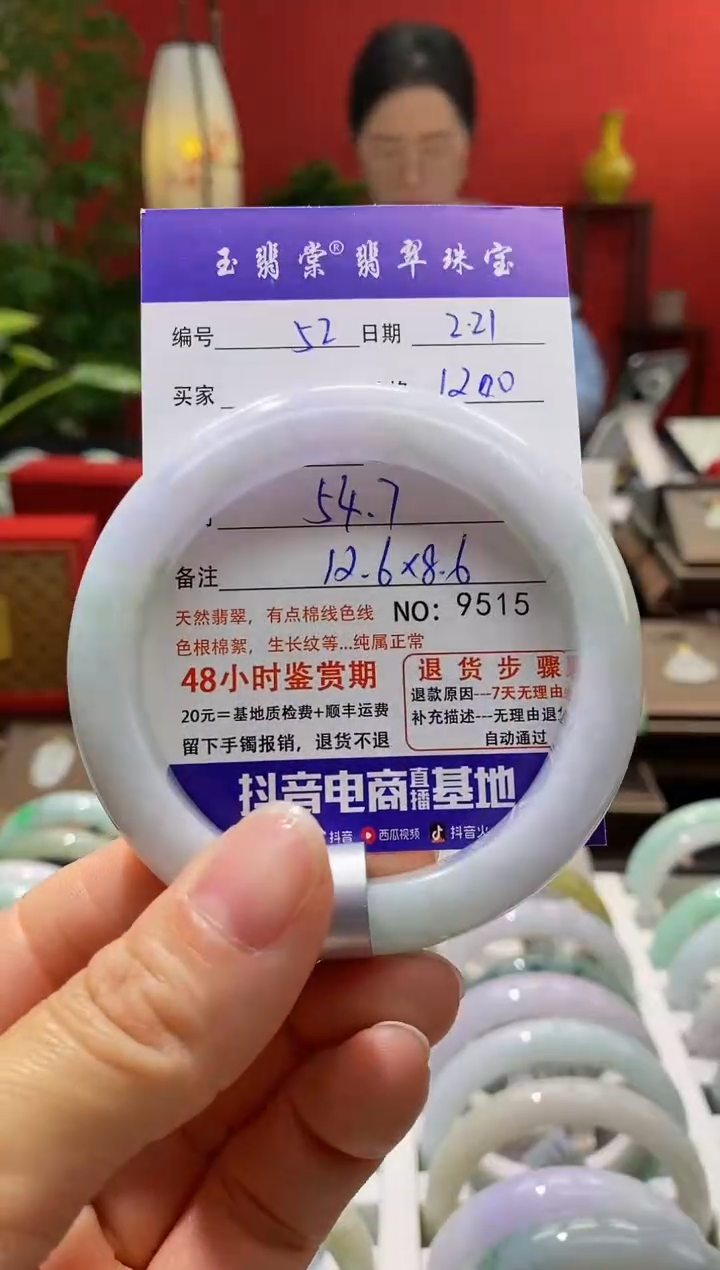 玉翡棠®翡翠珠宝
编号 52 日期 2.21
买家 1200
54.7
备注 12.6×8.6
天然翡翠，有点棉线色线 NO: 9515
色根棉絮，生长纹等...纯属正常
48小时鉴赏期
20元=基地质检费+顺丰运费
留下手镯报销，退货不退
退货步骤
退款原因---7天无理由
补充描述---无理由退
自动通过
抖音电商直播基地
抖音 西瓜视频 抖音火